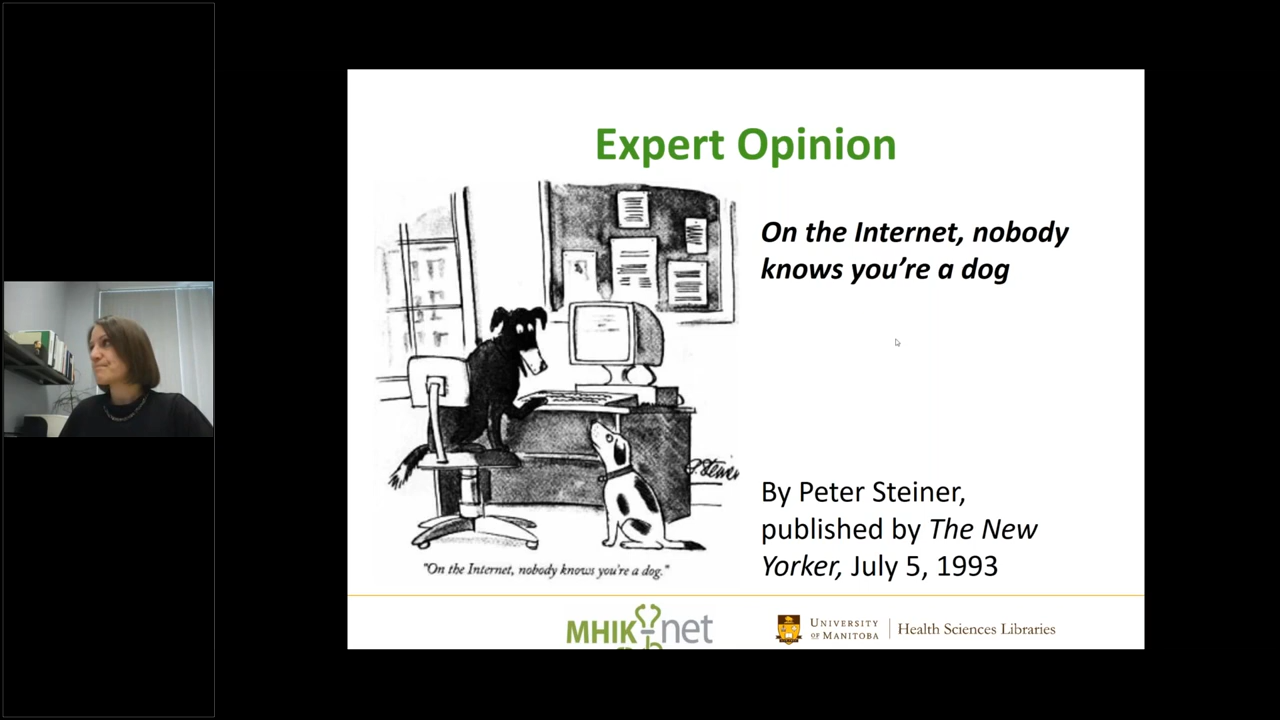 Expert Opinion
On the Internet, nobody
knows you’re a dog
"On the Internet, nobody knows you're a dog."
By Peter Steiner,
published by The New
Yorker, July 5, 1993
MHIK-net
UNIVERSITY
OF MANITOBA
Health Sciences Libraries